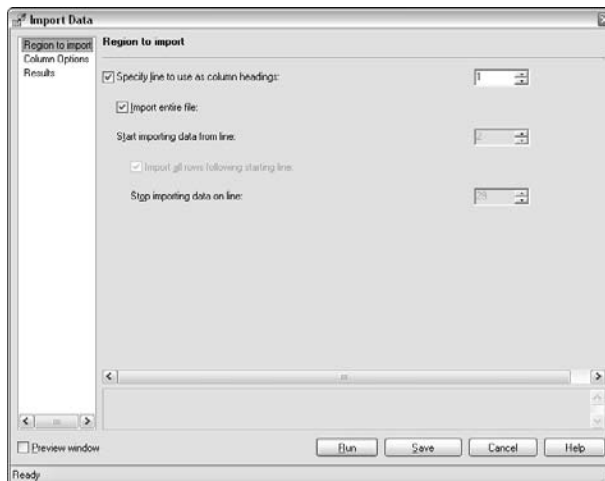 Import Data
Region to import
Column Options
Results
Region to import
Specify line to use as column headings:
1
Import entire file:
Start importing data from line:
2
Import all rows following starting line:
Stop importing data on line:
29
Preview window
Run
Save
Cancel
Help
Ready